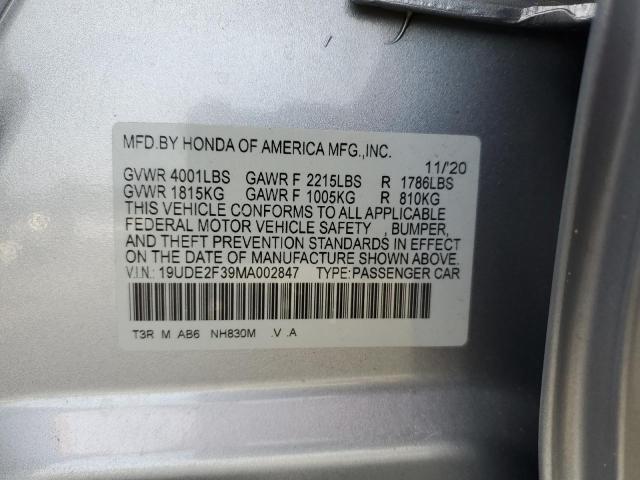 MFD.BY HONDA OF AMERICA MFG.,INC.
11/'20
GVWR 4001LBS GAWR F 2215LBS R 1786LBS
GVWR 1815KG GAWR F 1005KG R 810KG
THIS VEHICLE CONFORMS TO ALL APPLICABLE
FEDERAL MOTOR VEHICLE SAFETY , BUMPER,
AND THEFT PREVENTION STANDARDS IN EFFECT
ON THE DATE OF MANUFACTURE SHOWN ABOVE.
V.I.N.: 19UDE2F39MA002847 TYPE:PASSENGER CAR
T3R M AB6 NH830M .V .A